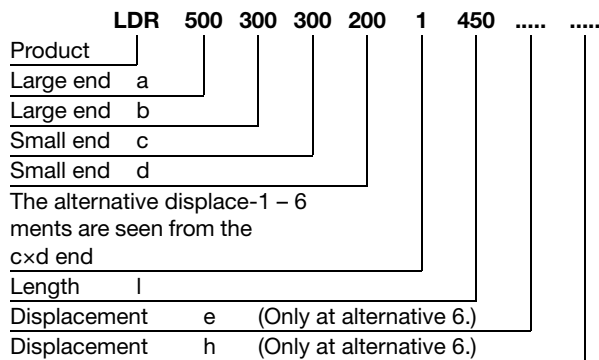 LDR 500 300 300 200 1 450 ..... .....
Product
Large end a
Large end b
Small end c
Small end d
The alternative displace-1 – 6
ments are seen from the
c×d end
Length l
Displacement e (Only at alternative 6.)
Displacement h (Only at alternative 6.)